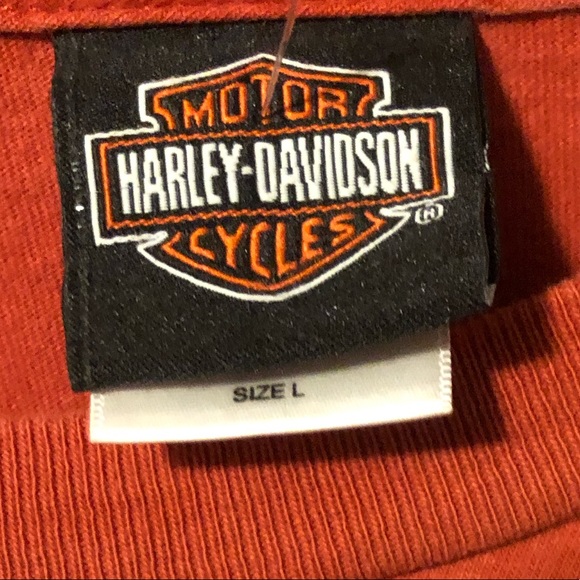 MOTOR
HARLEY-DAVIDSON
CYCLES
H
SIZE L